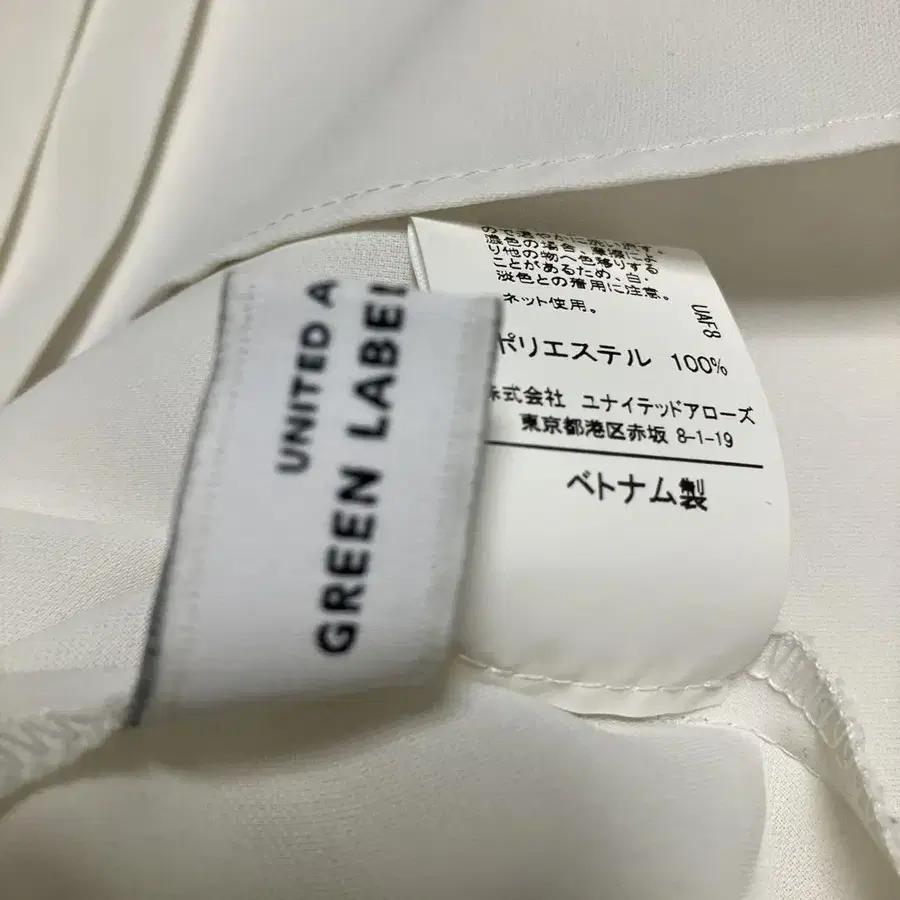 UNITED A
GREEN LABEL
濃色の場合、摩擦によ
り他の物へ色移りする
ことがあるため、白・
淡色との着用に注意。
ネット使用。
UAF8
ポリエステル 100%
株式会社 ユナイテッドアローズ
東京都港区赤坂 8-1-19
ベトナム製